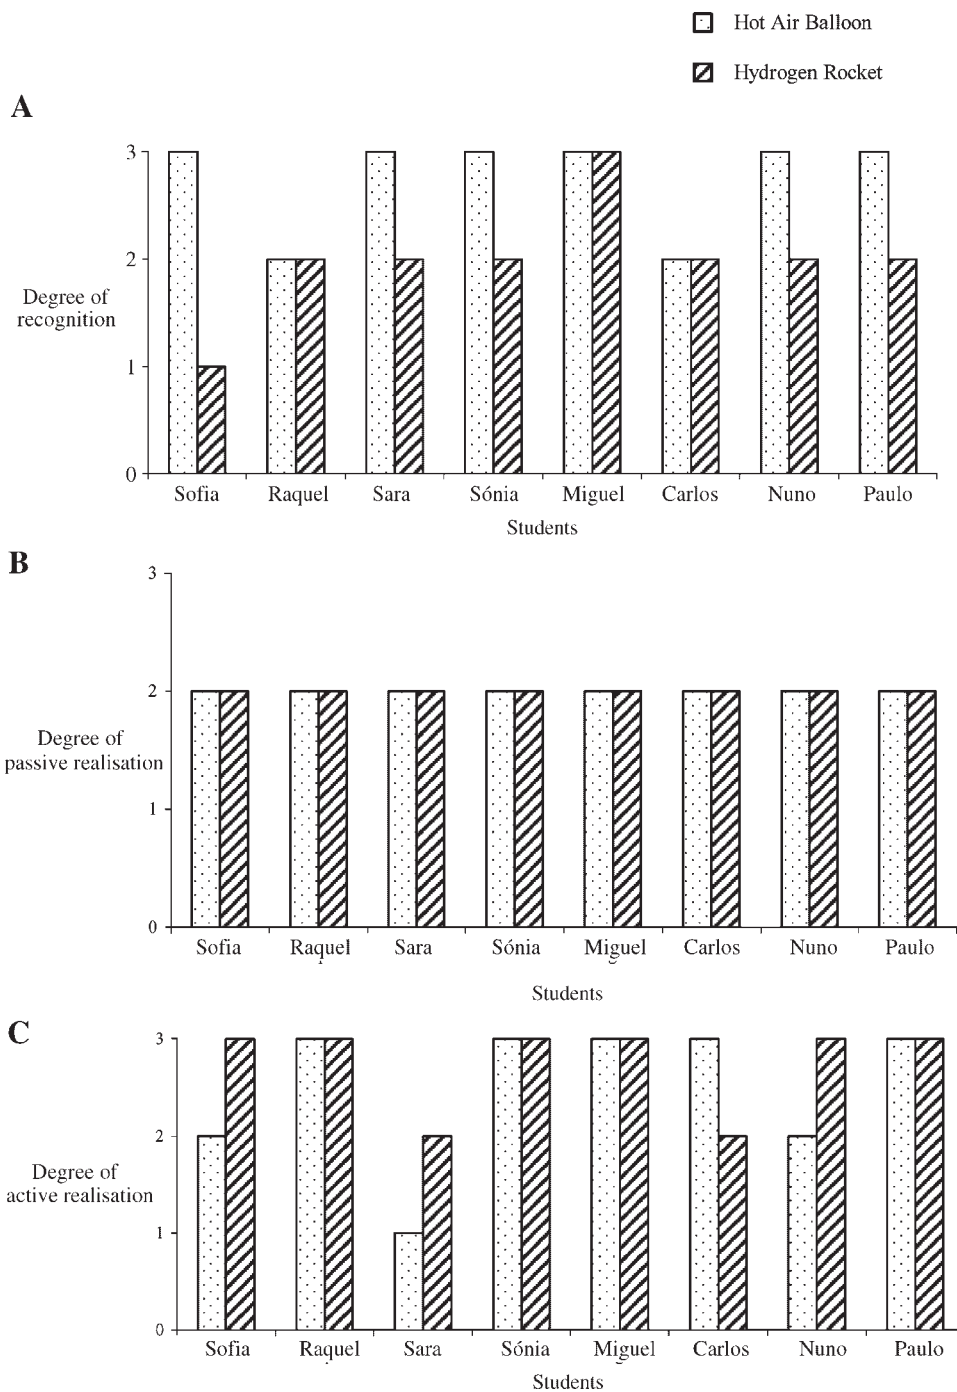 Hot Air Balloon
Hydrogen Rocket
A
3
2
Degree of
recognition
1
0
Sofia Raquel Sara Sónia Miguel Carlos Nuno Paulo
Students
B
3
2
Degree of
passive realisation
1
0
Sofia Raquel Sara Sónia Miguel Carlos Nuno Paulo
Students
C
3
2
Degree of
active realisation
1
0
Sofia Raquel Sara Sónia Miguel Carlos Nuno Paulo
Students